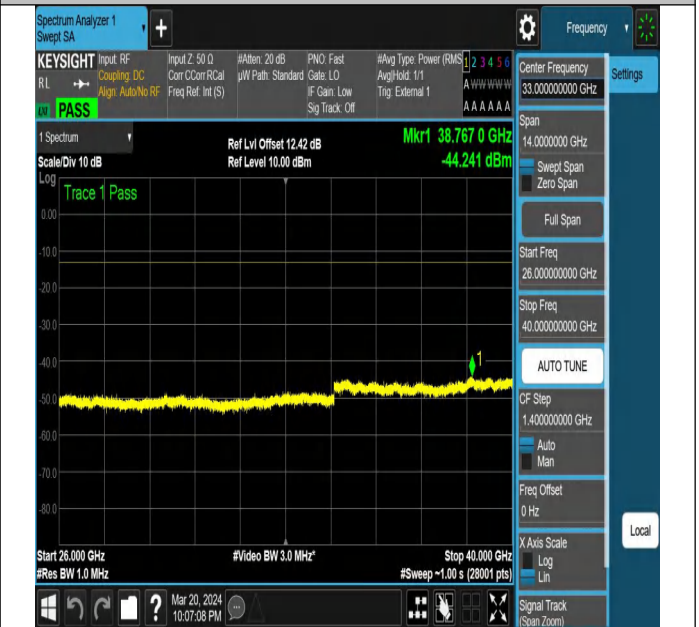 Spectrum Analyzer 1
Swept SA
+
Frequency
KEYSIGHT
RL
PASS
Input: RF
Coupling: DC
Align: Auto/No RF
Input Z: 50 Ω
Corr CCorr RCal
Freq Ref: Int (S)
#Atten: 20 dB
µW Path: Standard
PNO: Fast
Gate: LO
IF Gain: Low
Sig Track: Off
#Avg Type: Power (RMS
Avg|Hold: 1/1
Trig: External 1
1 2 3 4 5 6
A W W W W W
A A A A A A
1 Spectrum
Scale/Div 10 dB
Ref Lvl Offset 12.42 dB
Ref Level 10.00 dBm
Mkr1 38.767 0 GHz
-44.241 dBm
Log
Trace 1 Pass
0.00
-10.0
-20.0
-30.0
-40.0
-50.0
-60.0
-70.0
-80.0
1
Start 26.000 GHz
#Res BW 1.0 MHz
#Video BW 3.0 MHz*
Stop 40.000 GHz
#Sweep ~1.00 s (28001 pts)
Mar 20, 2024
10:07:08 PM
?
Center Frequency
33.000000000 GHz
Settings
Span
14.0000000 GHz
Swept Span
Zero Span
Full Span
Start Freq
26.000000000 GHz
Stop Freq
40.000000000 GHz
AUTO TUNE
CF Step
1.400000000 GHz
Auto
Man
Freq Offset
0 Hz
X Axis Scale
Log
Lin
Local
Signal Track
(Span Zoom)